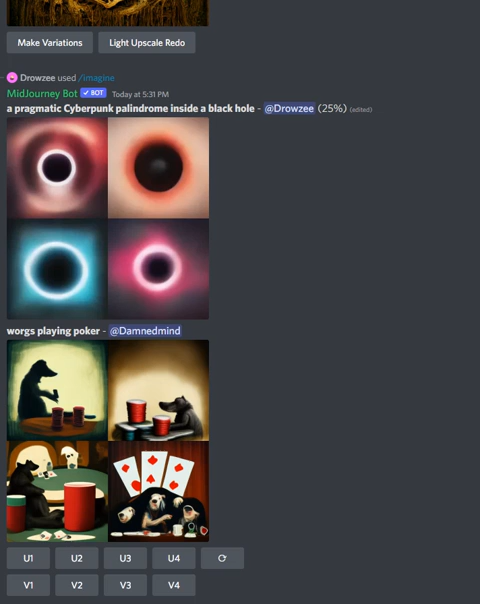 Make Variations Light Upscale Redo
Drowzee used /imagine
MidJourney Bot ✓ BOT Today at 5:31 PM
a pragmatic Cyberpunk palindrome inside a black hole - @Drowzee (25%) (edited)
worgs playing poker - @Damnedmind
U1 U2 U3 U4
V1 V2 V3 V4